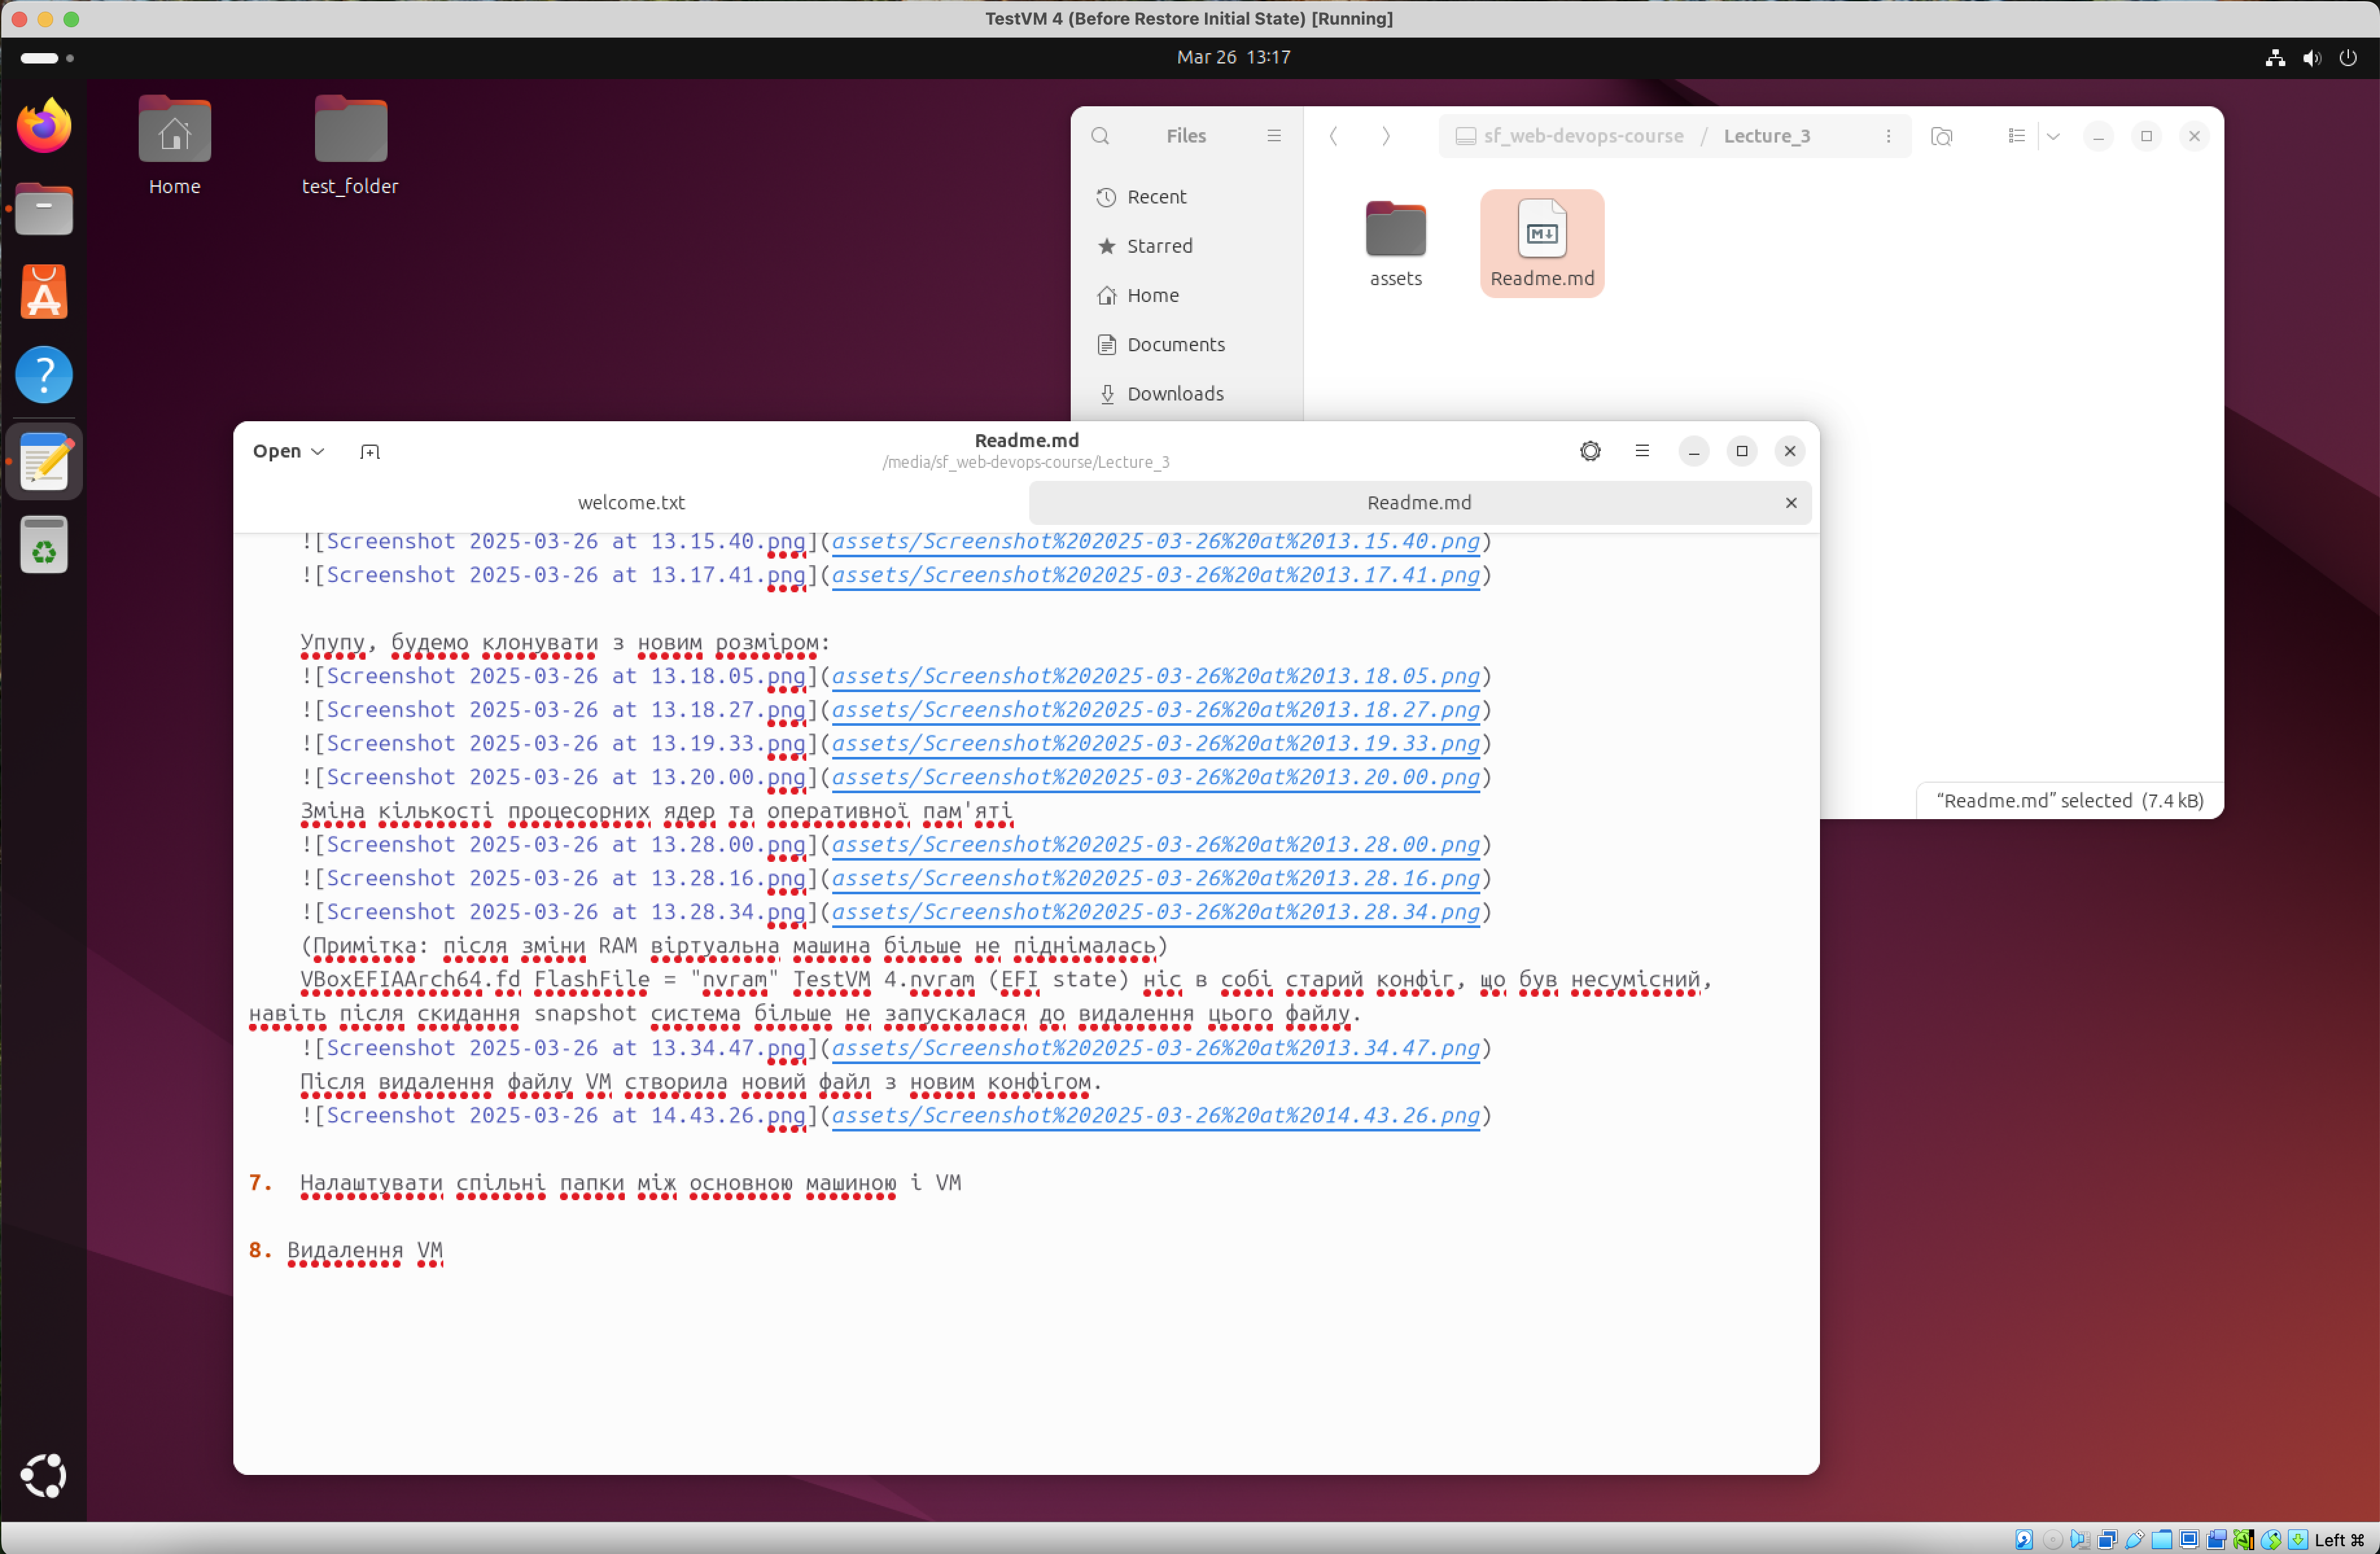 TestVM 4 (Before Restore Initial State) [Running]
Mar 26 13:17
Home
test_folder
Files
sf_web-devops-course / Lecture_3
Recent
Starred
Home
Documents
Downloads
assets
Readme.md
“Readme.md” selected (7.4 kB)
Open
Readme.md
/media/sf_web-devops-course/Lecture_3
welcome.txt
Readme.md
![Screenshot 2025-03-26 at 13.15.40.png](assets/Screenshot%202025-03-26%20at%2013.15.40.png)
![Screenshot 2025-03-26 at 13.17.41.png](assets/Screenshot%202025-03-26%20at%2013.17.41.png)
Упупу, будемо клонувати з новим розміром:
![Screenshot 2025-03-26 at 13.18.05.png](assets/Screenshot%202025-03-26%20at%2013.18.05.png)
![Screenshot 2025-03-26 at 13.18.27.png](assets/Screenshot%202025-03-26%20at%2013.18.27.png)
![Screenshot 2025-03-26 at 13.19.33.png](assets/Screenshot%202025-03-26%20at%2013.19.33.png)
![Screenshot 2025-03-26 at 13.20.00.png](assets/Screenshot%202025-03-26%20at%2013.20.00.png)
Зміна кількості процесорних ядер та оперативної пам'яті
![Screenshot 2025-03-26 at 13.28.00.png](assets/Screenshot%202025-03-26%20at%2013.28.00.png)
![Screenshot 2025-03-26 at 13.28.16.png](assets/Screenshot%202025-03-26%20at%2013.28.16.png)
![Screenshot 2025-03-26 at 13.28.34.png](assets/Screenshot%202025-03-26%20at%2013.28.34.png)
(Примітка: після зміни RAM віртуальна машина більше не піднімалась)
VBoxEFIAArch64.fd FlashFile = "nvram" TestVM 4.nvram (EFI state) ніс в собі старий конфіг, що був несумісний,
навіть після скидання snapshot система більше не запускалася до видалення цього файлу.
![Screenshot 2025-03-26 at 13.34.47.png](assets/Screenshot%202025-03-26%20at%2013.34.47.png)
Після видалення файлу VM створила новий файл з новим конфігом.
![Screenshot 2025-03-26 at 14.43.26.png](assets/Screenshot%202025-03-26%20at%2014.43.26.png)
7. Налаштувати спільні папки між основною машиною і VM
8. Видалення VM
Left ⌘